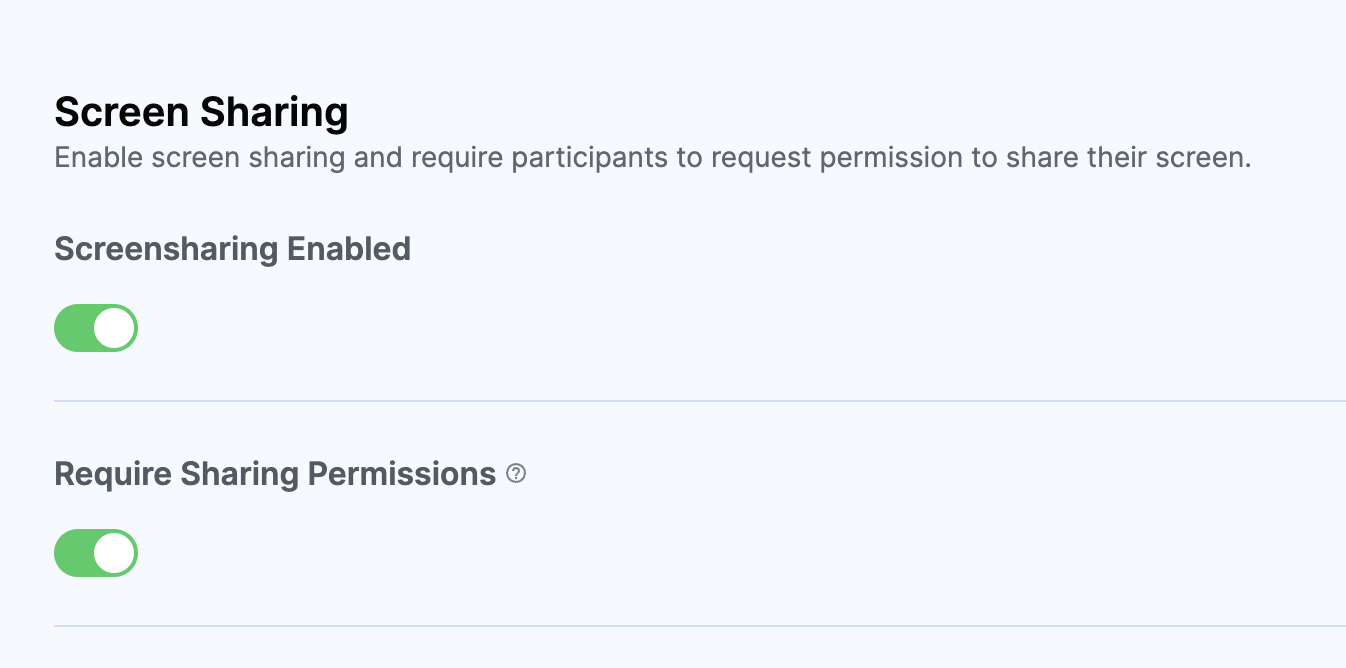 Screen Sharing
Enable screen sharing and require participants to request permission to share their screen.
Screensharing Enabled
Require Sharing Permissions ?